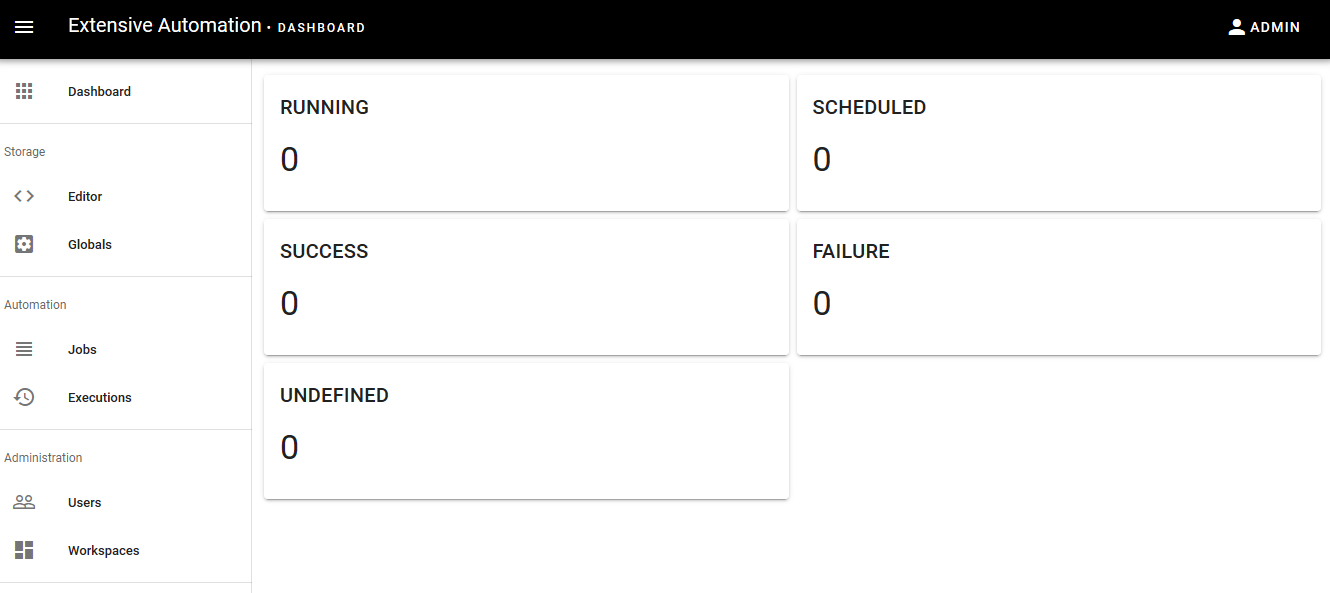 Extensive Automation · DASHBOARD
ADMIN
Dashboard
Storage
Editor
Globals
Automation
Jobs
Executions
Administration
Users
Workspaces
RUNNING
0
SCHEDULED
0
SUCCESS
0
FAILURE
0
UNDEFINED
0